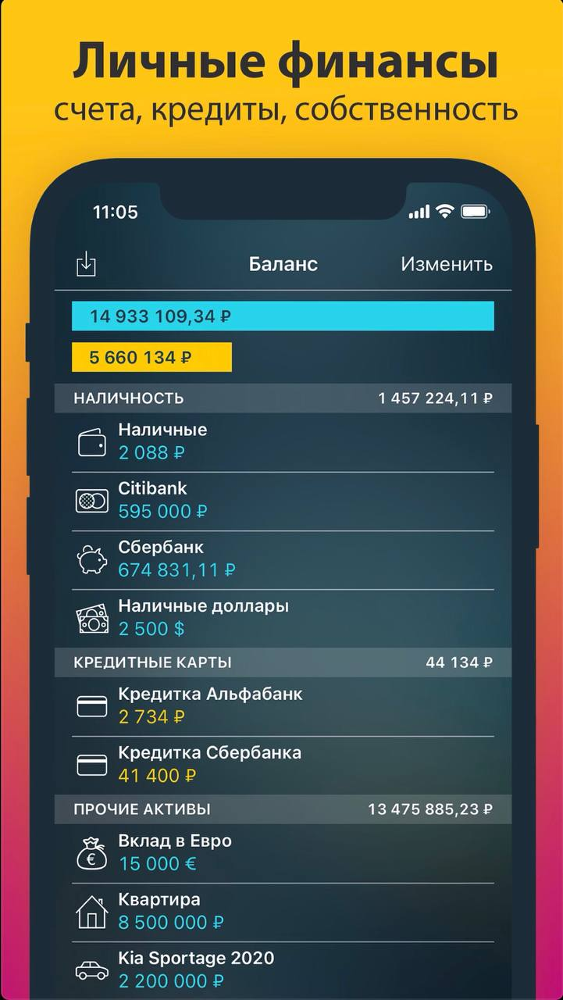 Личные финансы
счета, кредиты, собственность
11:05
Баланс Изменить
14 933 109,34 ₽
5 660 134 ₽
НАЛИЧНОСТЬ 1 457 224,11 ₽
Наличные
2 088 ₽
Citibank
595 000 ₽
Сбербанк
674 831,11 ₽
Наличные доллары
2 500 $
КРЕДИТНЫЕ КАРТЫ 44 134 ₽
Кредитка Альфабанк
2 734 ₽
Кредитка Сбербанка
41 400 ₽
ПРОЧИЕ АКТИВЫ 13 475 885,23 ₽
Вклад в Евро
15 000 €
Квартира
8 500 000 ₽
Kia Sportage 2020
2 200 000 ₽